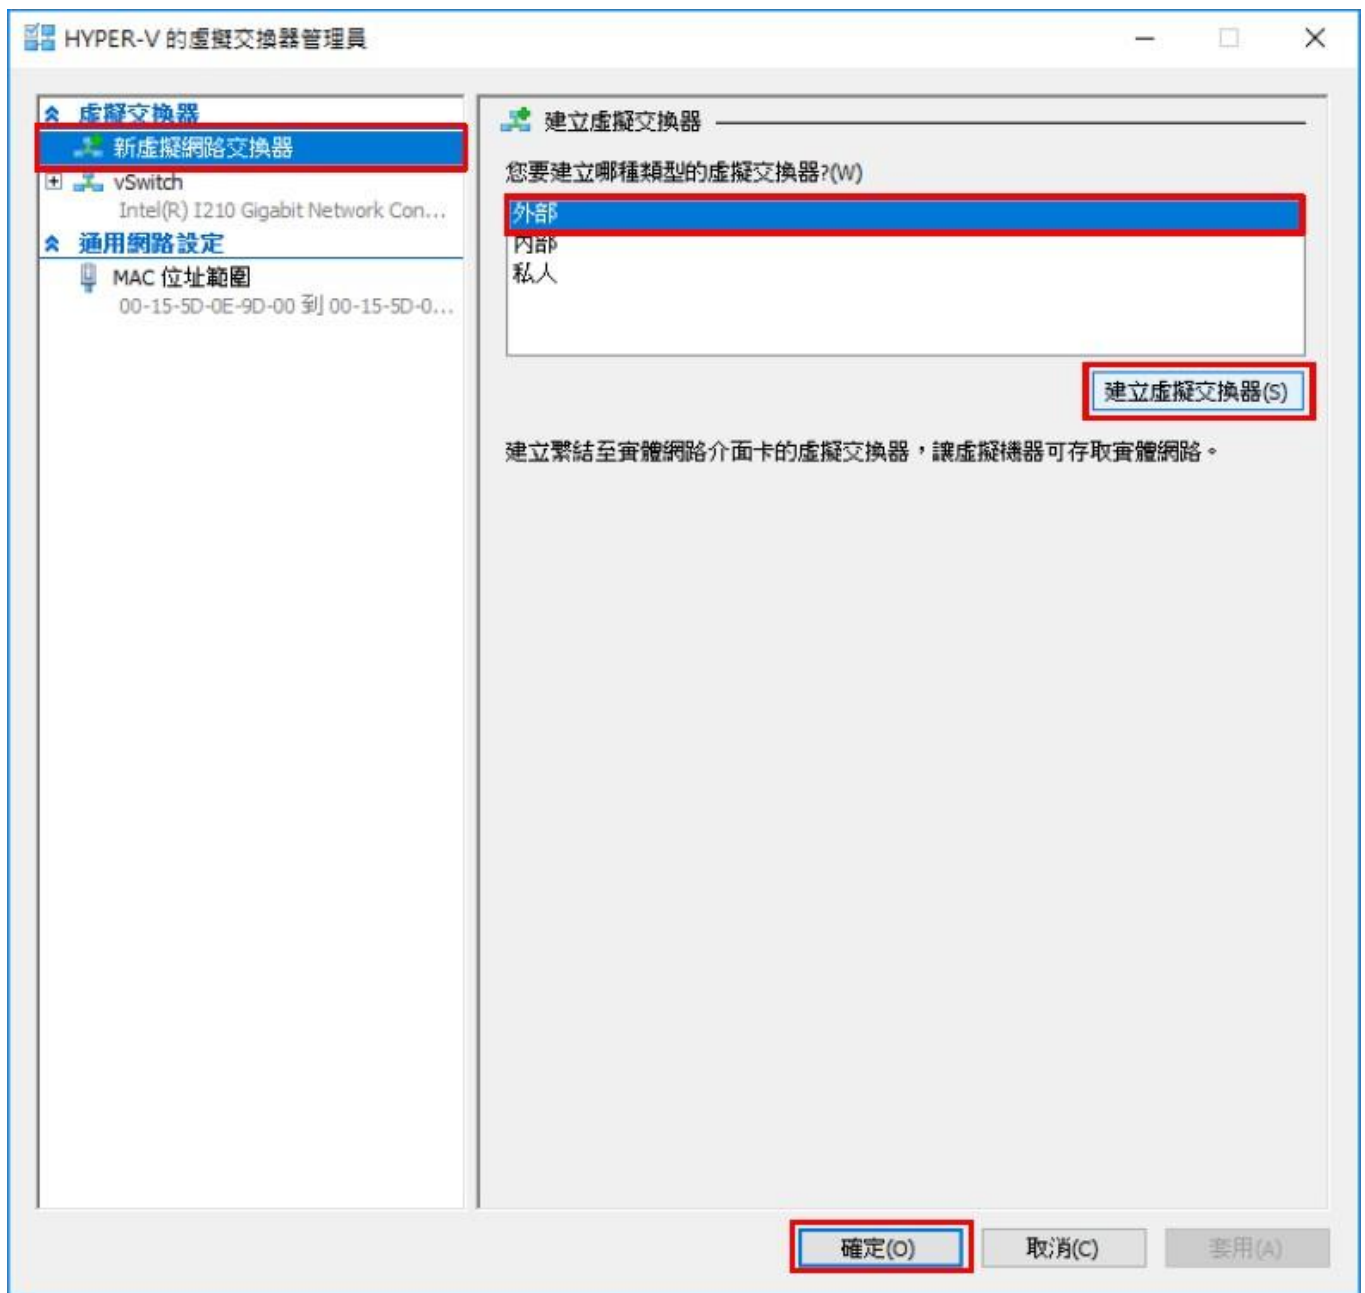 HYPER-V 的虛擬交換器管理員
虛擬交換器
新虛擬網路交換器
vSwitch
Intel(R) I210 Gigabit Network Con...
通用網路設定
MAC 位址範圍
00-15-5D-0E-9D-00 到 00-15-5D-0...
建立虛擬交換器
您要建立哪種類型的虛擬交換器?(W)
外部
內部
私人
建立虛擬交換器(S)
建立繫結至實體網路介面卡的虛擬交換器，讓虛擬機器可存取實體網路。
確定(O)
取消(C)
套用(A)